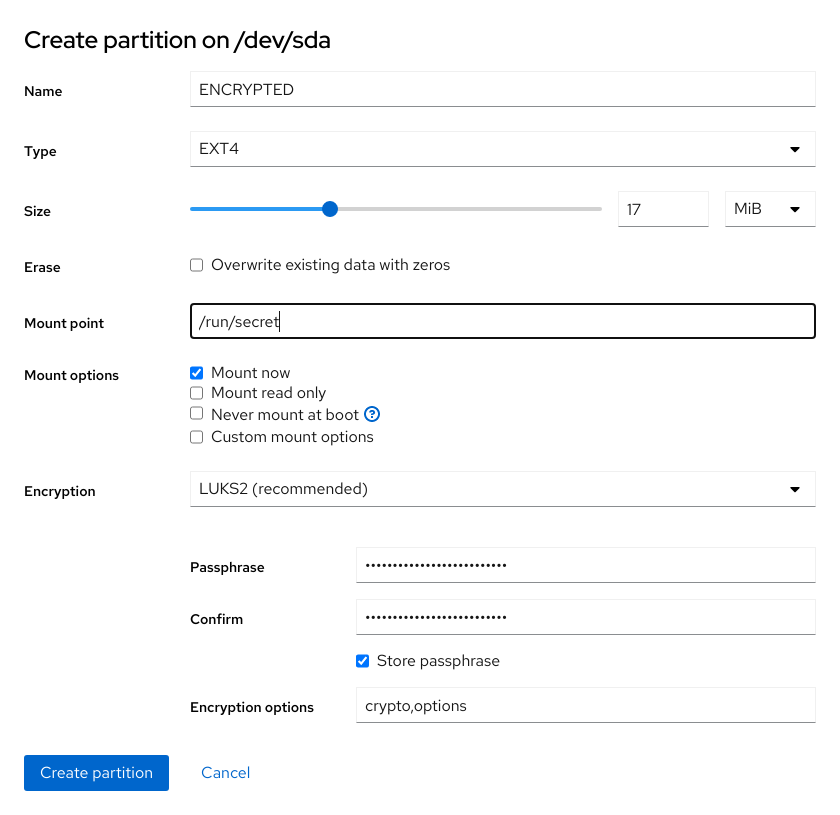 Create partition on /dev/sda
Name ENCRYPTED
Type EXT4
Size 17 MiB
Erase Overwrite existing data with zeros
Mount point /run/secret
Mount options Mount now
Mount read only
Never mount at boot ?
Custom mount options
Encryption LUKS2 (recommended)
Passphrase ••••••••••••••••••••••••••
Confirm ••••••••••••••••••••••••••
Store passphrase
Encryption options crypto,options
Create partition Cancel